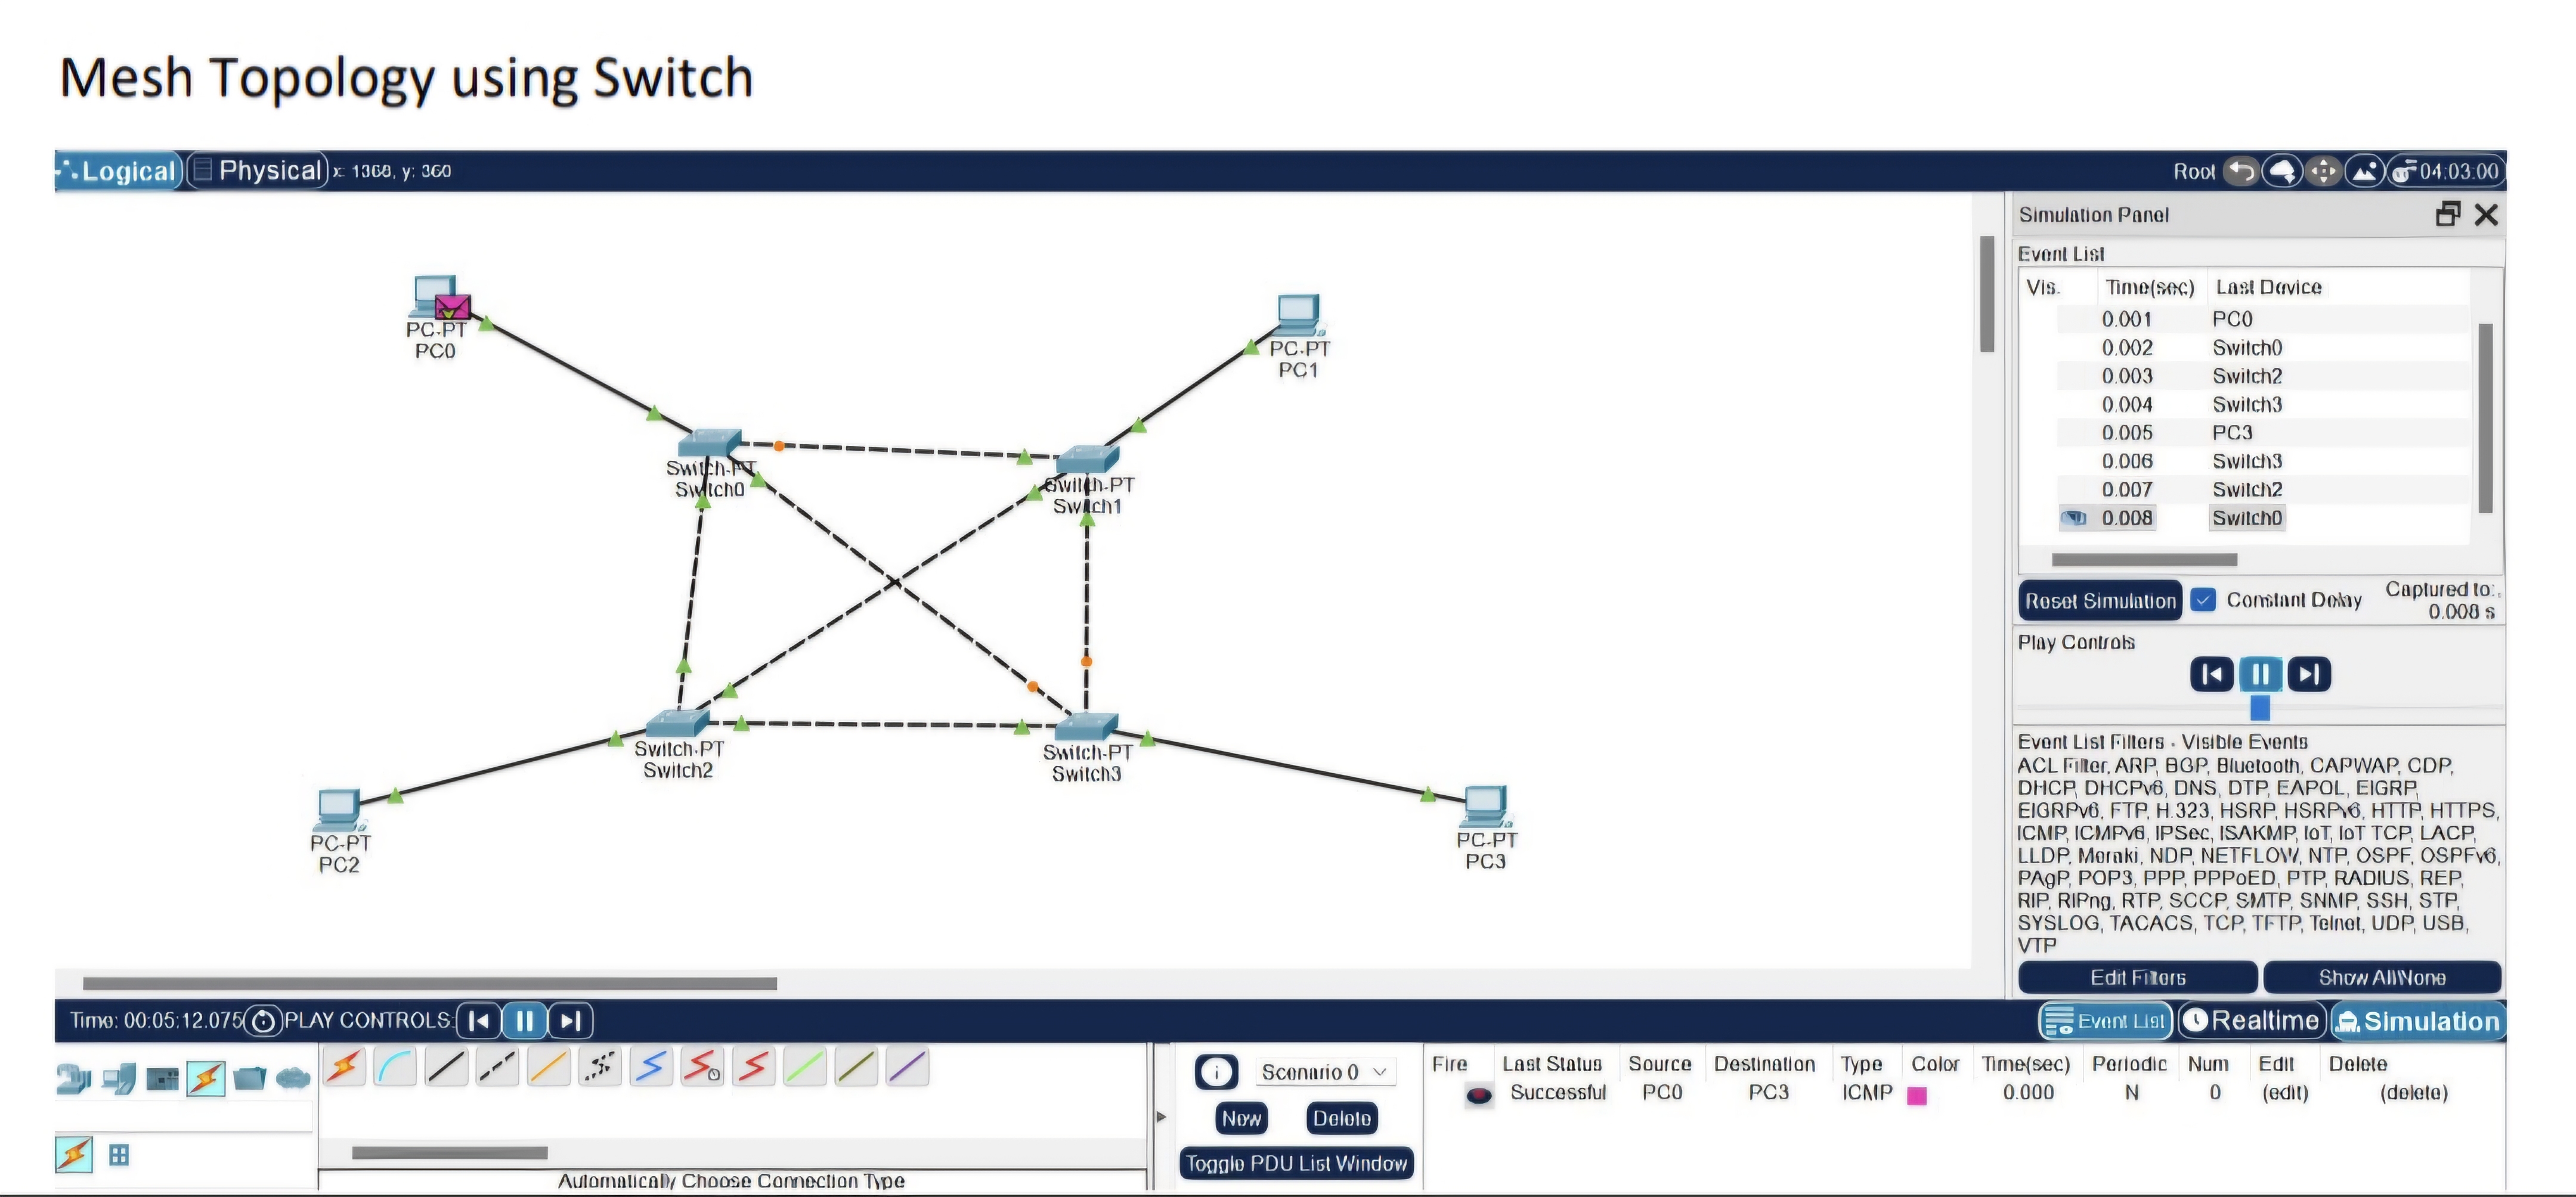 Mesh Topology using Switch
Logical Physical x: 1368, y: 360
Root 04:03:00
PC-PT
PC0
PC-PT
PC1
Switch-PT
Switch0
Switch-PT
Switch1
Switch-PT
Switch2
Switch-PT
Switch3
PC-PT
PC2
PC-PT
PC3
Simulation Panel
Event List
Vis. Time(sec) Last Device
0.001 PC0
0.002 Switch0
0.003 Switch2
0.004 Switch3
0.005 PC3
0.006 Switch3
0.007 Switch2
0.008 Switch0
Reset Simulation Constant Delay Captured to:
0.008 s
Play Controls
Event List Filters - Visible Events
ACL Filter, ARP, BGP, Bluetooth, CAPWAP, CDP,
DHCP, DHCPv6, DNS, DTP, EAPOL, EIGRP,
EIGRPv6, FTP, H.323, HSRP, HSRPv6, HTTP, HTTPS,
ICMP, ICMPv6, IPSec, ISAKMP, IoT, IoT TCP, LACP,
LLDP, Meraki, NDP, NETFLOW, NTP, OSPF, OSPFv6,
PAgP, POP3, PPP, PPPoED, PTP, RADIUS, REP,
RIP, RIPng, RTP, SCCP, SMTP, SNMP, SSH, STP,
SYSLOG, TACACS, TCP, TFTP, Telnet, UDP, USB,
VTP
Edit Filters Show All/None
Time: 00:05:12.075 PLAY CONTROLS:
Event List Realtime Simulation
Scenario 0
New Delete
Toggle PDU List Window
Fire Last Status Source Destination Type Color Time(sec) Periodic Num Edit Delete
Successful PC0 PC3 ICMP 0.000 N 0 (edit) (delete)
Automatically Choose Connection Type